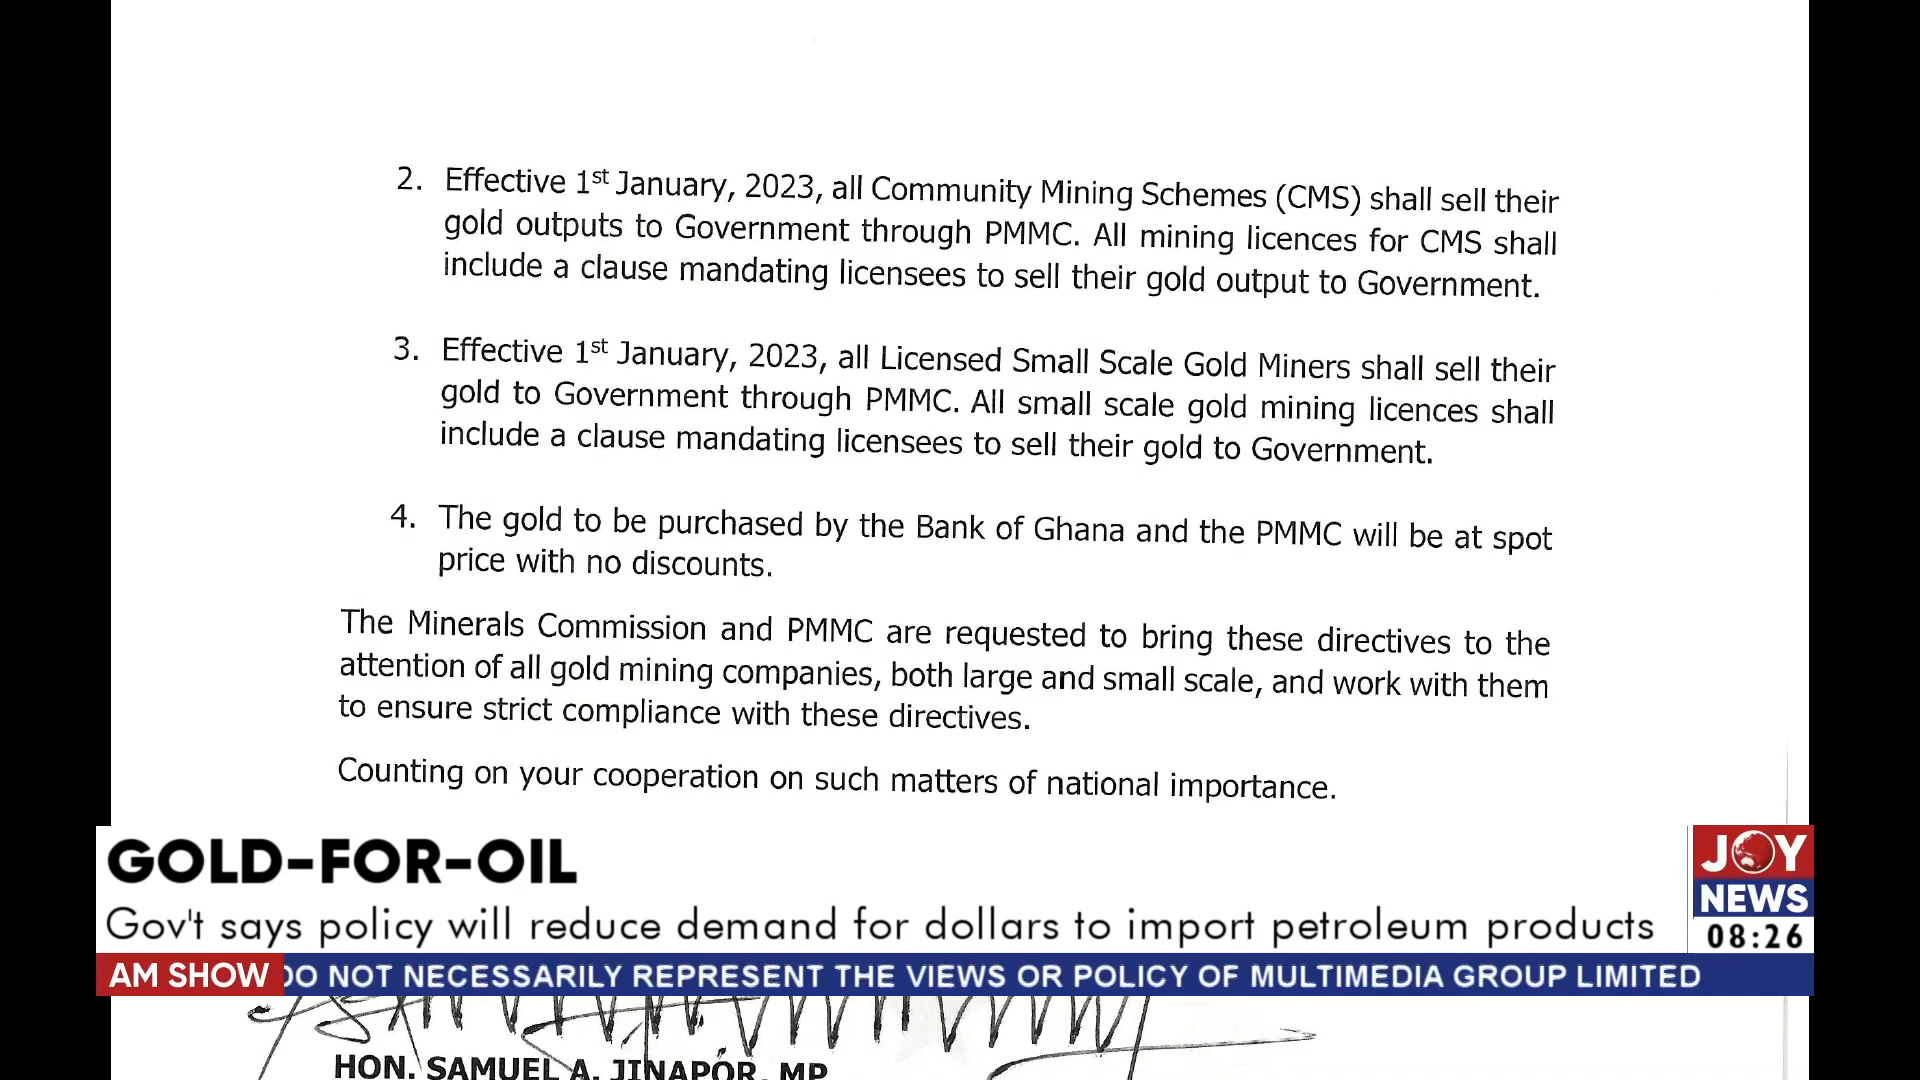 2. Effective 1st January, 2023, all Community Mining Schemes (CMS) shall sell their
gold outputs to Government through PMMC. All mining licences for CMS shall
include a clause mandating licensees to sell their gold output to Government.
3. Effective 1st January, 2023, all Licensed Small Scale Gold Miners shall sell their
gold to Government through PMMC. All small scale gold mining licences shall
include a clause mandating licensees to sell their gold to Government.
4. The gold to be purchased by the Bank of Ghana and the PMMC will be at spot
price with no discounts.
The Minerals Commission and PMMC are requested to bring these directives to the
attention of all gold mining companies, both large and small scale, and work with them
to ensure strict compliance with these directives.
Counting on your cooperation on such matters of national importance.
GOLD-FOR-OIL
Gov't says policy will reduce demand for dollars to import petroleum products
JOY
NEWS
08:26
AM SHOW
DO NOT NECESSARILY REPRESENT THE VIEWS OR POLICY OF MULTIMEDIA GROUP LIMITED
HON. SAMUEL A. JINAPOR, MP